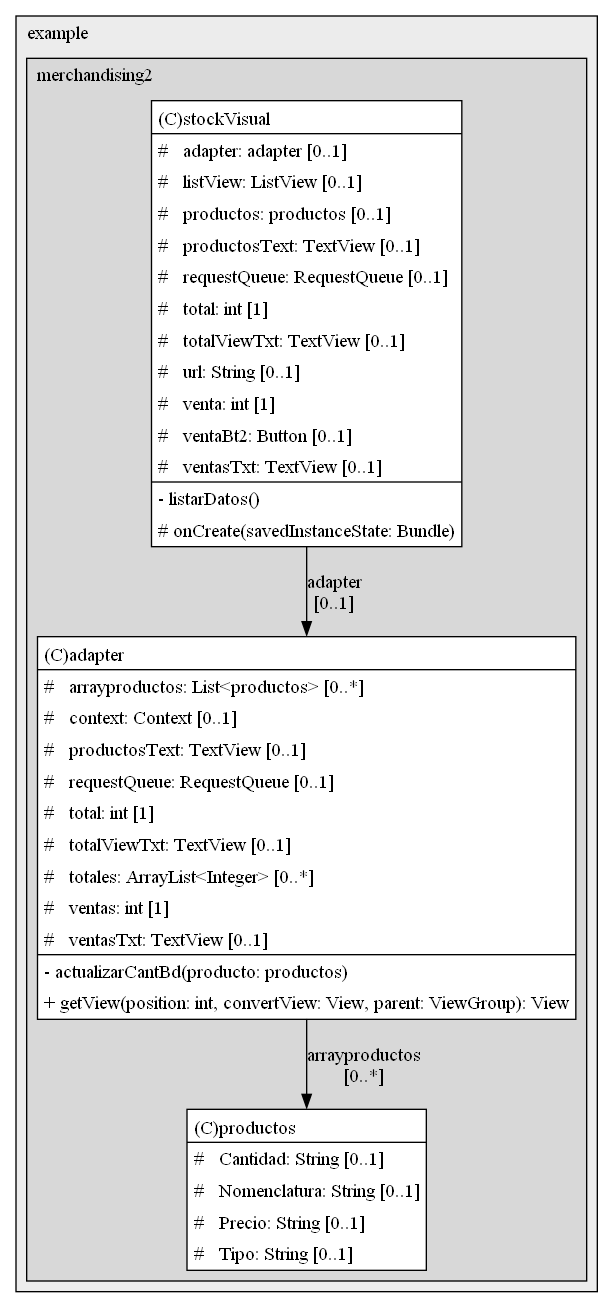 example
merchandising2
(C)stockVisual
# adapter: adapter [0..1]
# listView: ListView [0..1]
# productos: productos [0..1]
# productosText: TextView [0..1]
# requestQueue: RequestQueue [0..1]
# total: int [1]
# totalViewTxt: TextView [0..1]
# url: String [0..1]
# venta: int [1]
# ventaBt2: Button [0..1]
# ventasTxt: TextView [0..1]
- listarDatos()
# onCreate(savedInstanceState: Bundle)
adapter
[0..1]
(C)adapter
# arrayproductos: List<productos> [0..*]
# context: Context [0..1]
# productosText: TextView [0..1]
# requestQueue: RequestQueue [0..1]
# total: int [1]
# totalViewTxt: TextView [0..1]
# totales: ArrayList<Integer> [0..*]
# ventas: int [1]
# ventasTxt: TextView [0..1]
- actualizarCantBd(producto: productos)
+ getView(position: int, convertView: View, parent: ViewGroup): View
arrayproductos
[0..*]
(C)productos
# Cantidad: String [0..1]
# Nomenclatura: String [0..1]
# Precio: String [0..1]
# Tipo: String [0..1]